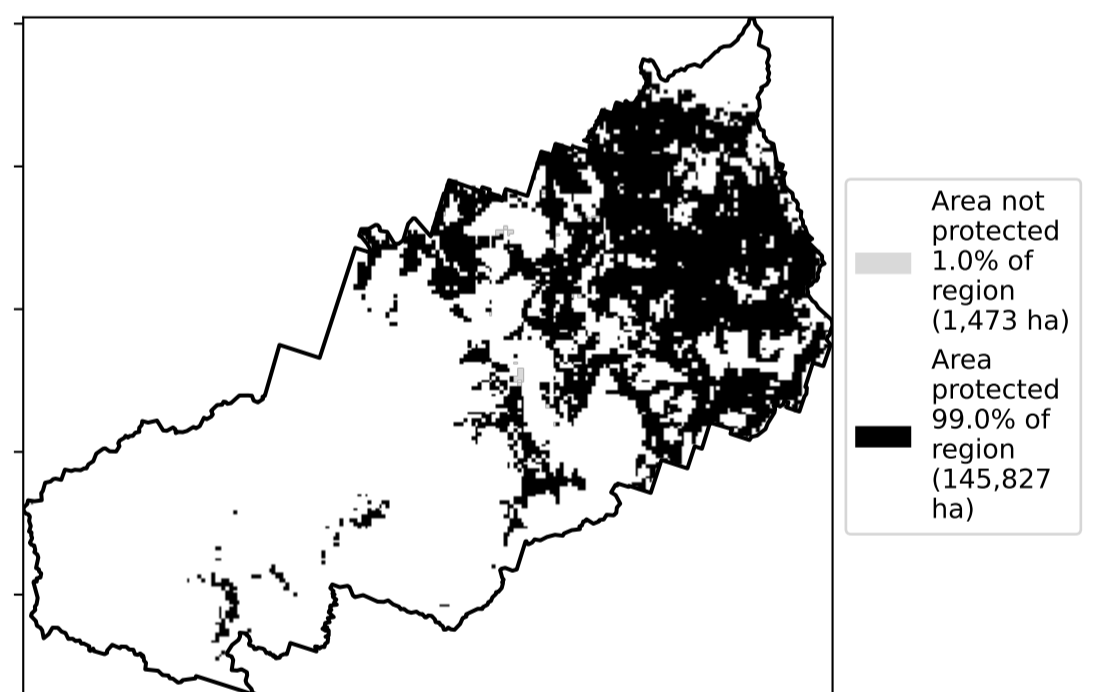 Area not
protected
1.0% of
region
(1,473 ha)
Area
protected
99.0% of
region
(145,827
ha)